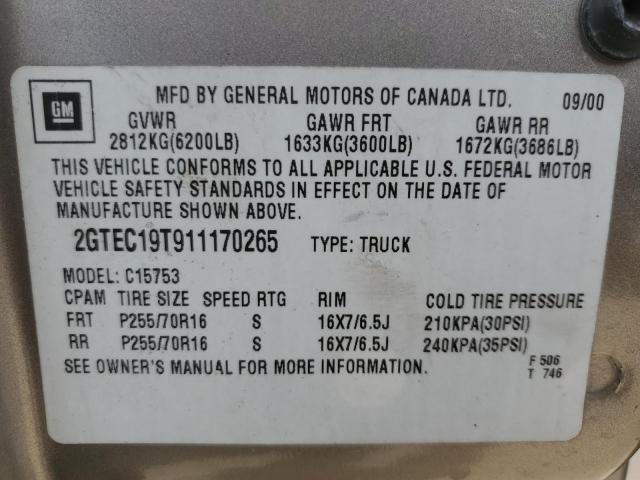 GM
MFD BY GENERAL MOTORS OF CANADA LTD. 09/00
GVWR GAWR FRT GAWR RR
2812KG(6200LB) 1633KG(3600LB) 1672KG(3686LB)
THIS VEHICLE CONFORMS TO ALL APPLICABLE U.S. FEDERAL MOTOR
VEHICLE SAFETY STANDARDS IN EFFECT ON THE DATE OF
MANUFACTURE SHOWN ABOVE.
2GTEC19T911170265 TYPE: TRUCK
MODEL: C15753
CPAM TIRE SIZE SPEED RTG RIM COLD TIRE PRESSURE
FRT P255/70R16 S 16X7/6.5J 210KPA(30PSI)
RR P255/70R16 S 16X7/6.5J 240KPA(35PSI)
SEE OWNER'S MANUAL FOR MORE INFORMATION. F 506
T 746